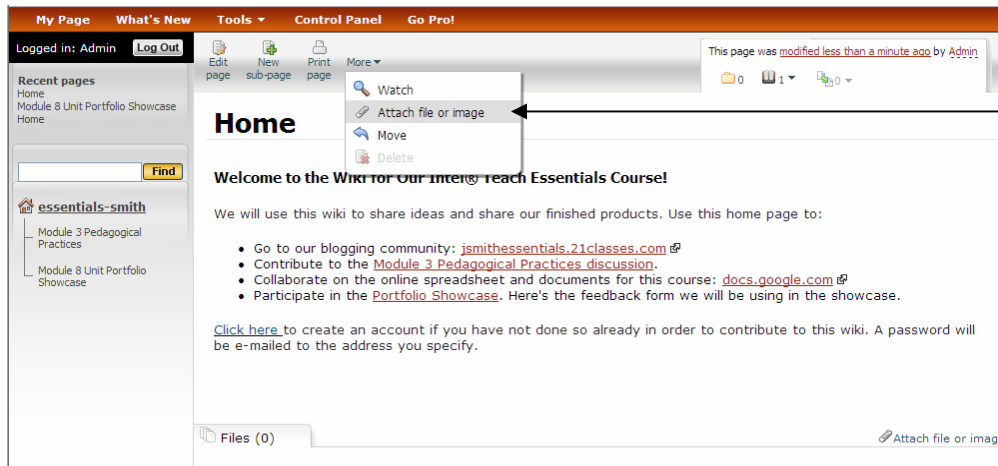 My Page What's New Tools Control Panel Go Pro!
Logged in: Admin Log Out
Edit page
New sub-page
Print page
More
This page was modified less than a minute ago by Admin
0 1 0
Recent pages
Home
Module 8 Unit Portfolio Showcase
Home
Watch
Attach file or image
Move
Delete
Find
essentials-smith
Module 3 Pedagogical
Practices
Module 8 Unit Portfolio
Showcase
Home
Welcome to the Wiki for Our Intel® Teach Essentials Course!
We will use this wiki to share ideas and share our finished products. Use this home page to:
• Go to our blogging community: jsmithessentials.21classes.com
• Contribute to the Module 3 Pedagogical Practices discussion.
• Collaborate on the online spreadsheet and documents for this course: docs.google.com
• Participate in the Portfolio Showcase. Here's the feedback form we will be using in the showcase.
Click here to create an account if you have not done so already in order to contribute to this wiki. A password will
be e-mailed to the address you specify.
Files (0)
Attach file or imag